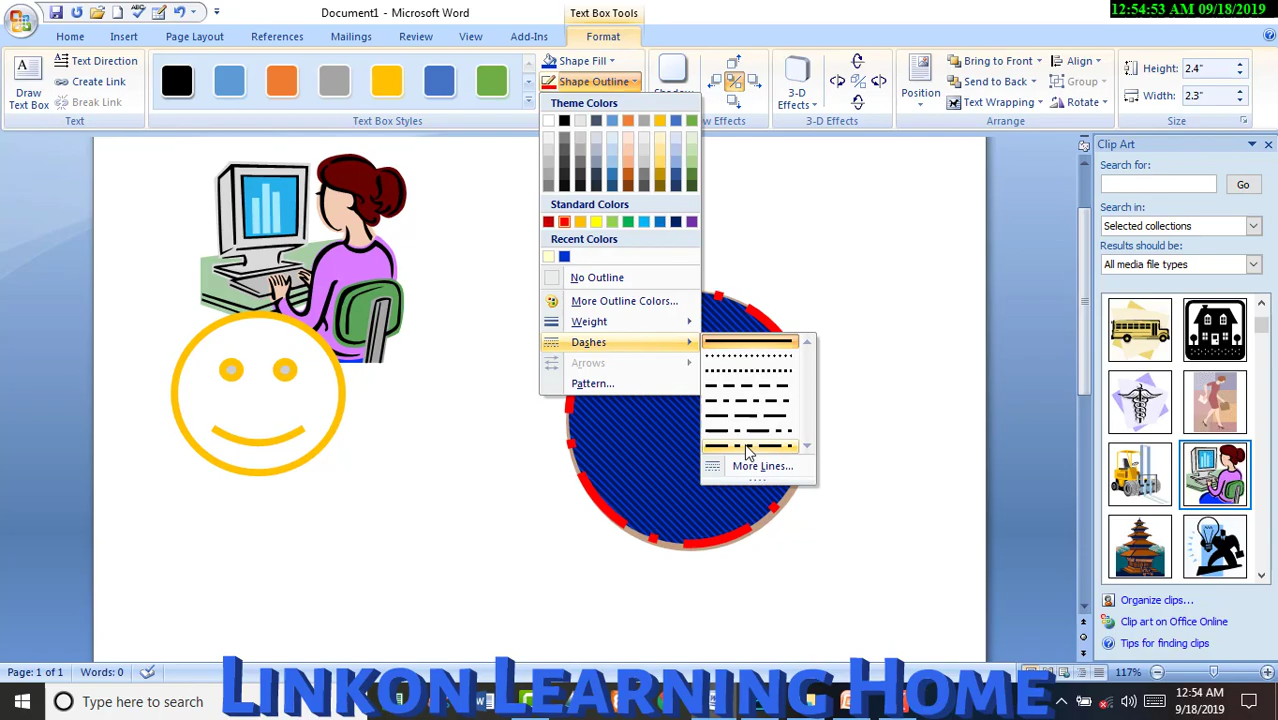 12:54:53 AM 09/18/2019
Document1 - Microsoft Word
Text Box Tools
Home Insert Page Layout References Mailings Review View Add-Ins Format
Draw Text Box
Text Direction
Create Link
Break Link
Text
Text Box Styles
Shape Fill
Shape Outline
3-D Effects
3-D Effects
Position
Bring to Front
Send to Back
Text Wrapping
Align
Group
Rotate
Arrange
Height: 2.4"
Width: 2.3"
Size
Theme Colors
Standard Colors
Recent Colors
No Outline
More Outline Colors...
Weight
Dashes
Arrows
Pattern...
More Lines...
Clip Art
Search for:
Go
Search in:
Selected collections
Results should be:
All media file types
Organize clips...
Clip art on Office Online
Tips for finding clips
Page: 1 of 1 Words: 0
117%
Linkon Learning Home
Type here to search
12:54 AM
9/18/2019